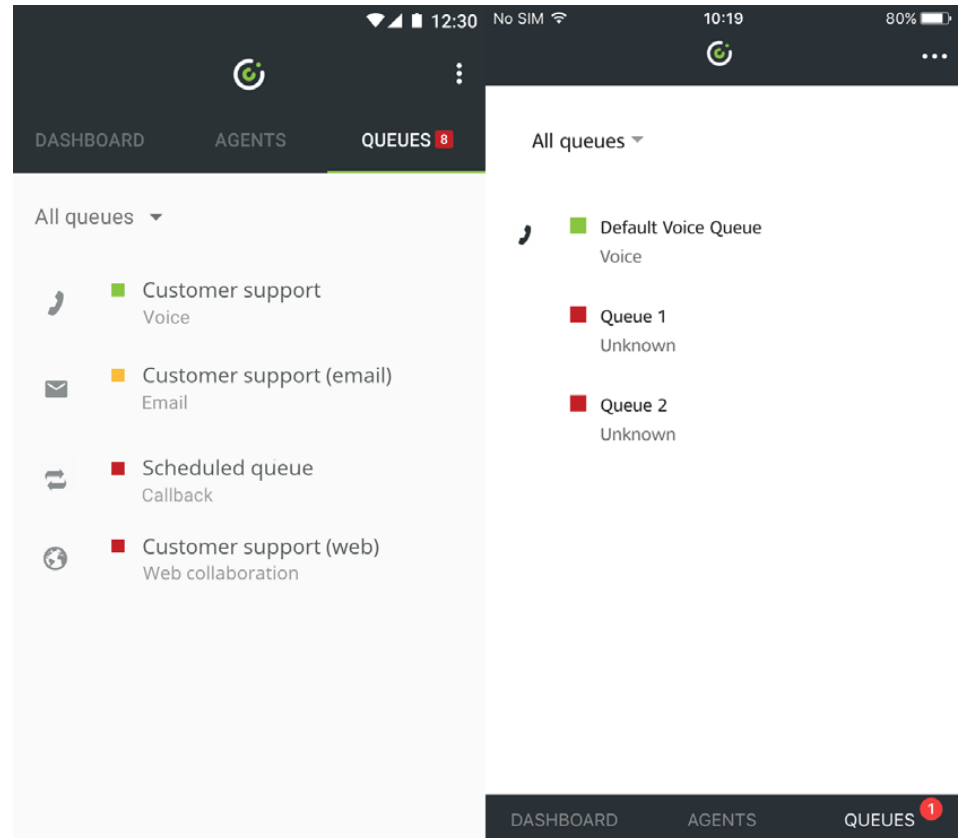 12:30
DASHBOARD AGENTS QUEUES 8
All queues
Customer support
Voice
Customer support (email)
Email
Scheduled queue
Callback
Customer support (web)
Web collaboration
No SIM 10:19 80%
All queues
Default Voice Queue
Voice
Queue 1
Unknown
Queue 2
Unknown
DASHBOARD AGENTS QUEUES 1